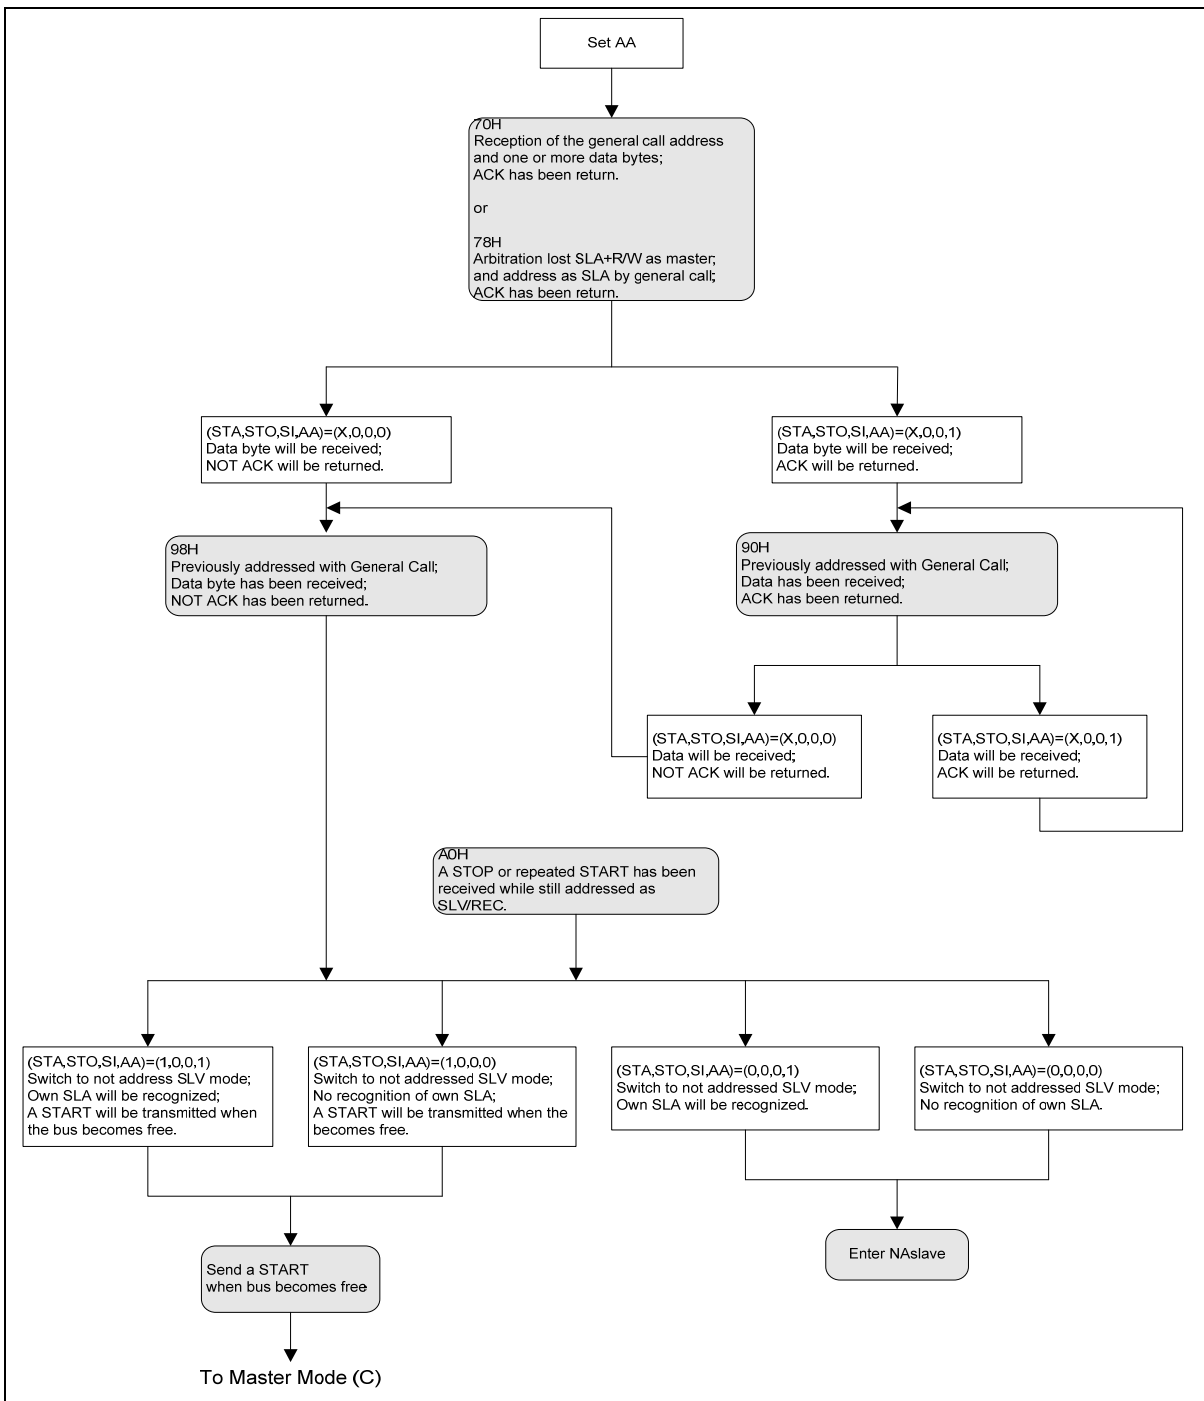 Set AA
70H
Reception of the general call address
and one or more data bytes;
ACK has been return.
or
78H
Arbitration lost SLA+R/W as master;
and address as SLA by general call;
ACK has been return.
(STA,STO,SI,AA)=(X,0,0,0)
Data byte will be received;
NOT ACK will be returned.
(STA,STO,SI,AA)=(X,0,0,1)
Data byte will be received;
ACK will be returned.
98H
Previously addressed with General Call;
Data byte has been received;
NOT ACK has been returned.
90H
Previously addressed with General Call;
Data has been received;
ACK has been returned.
(STA,STO,SI,AA)=(X,0,0,0)
Data will be received;
NOT ACK will be returned.
(STA,STO,SI,AA)=(X,0,0,1)
Data will be received;
ACK will be returned.
A0H
A STOP or repeated START has been
received while still addressed as
SLV/REC.
(STA,STO,SI,AA)=(1,0,0,1)
Switch to not address SLV mode;
Own SLA will be recognized;
A START will be transmitted when
the bus becomes free.
(STA,STO,SI,AA)=(1,0,0,0)
Switch to not addressed SLV mode;
No recognition of own SLA;
A START will be transmitted when the
becomes free.
(STA,STO,SI,AA)=(0,0,0,1)
Switch to not addressed SLV mode;
Own SLA will be recognized.
(STA,STO,SI,AA)=(0,0,0,0)
Switch to not addressed SLV mode;
No recognition of own SLA.
Send a START
when bus becomes free
Enter NAslave
To Master Mode (C)